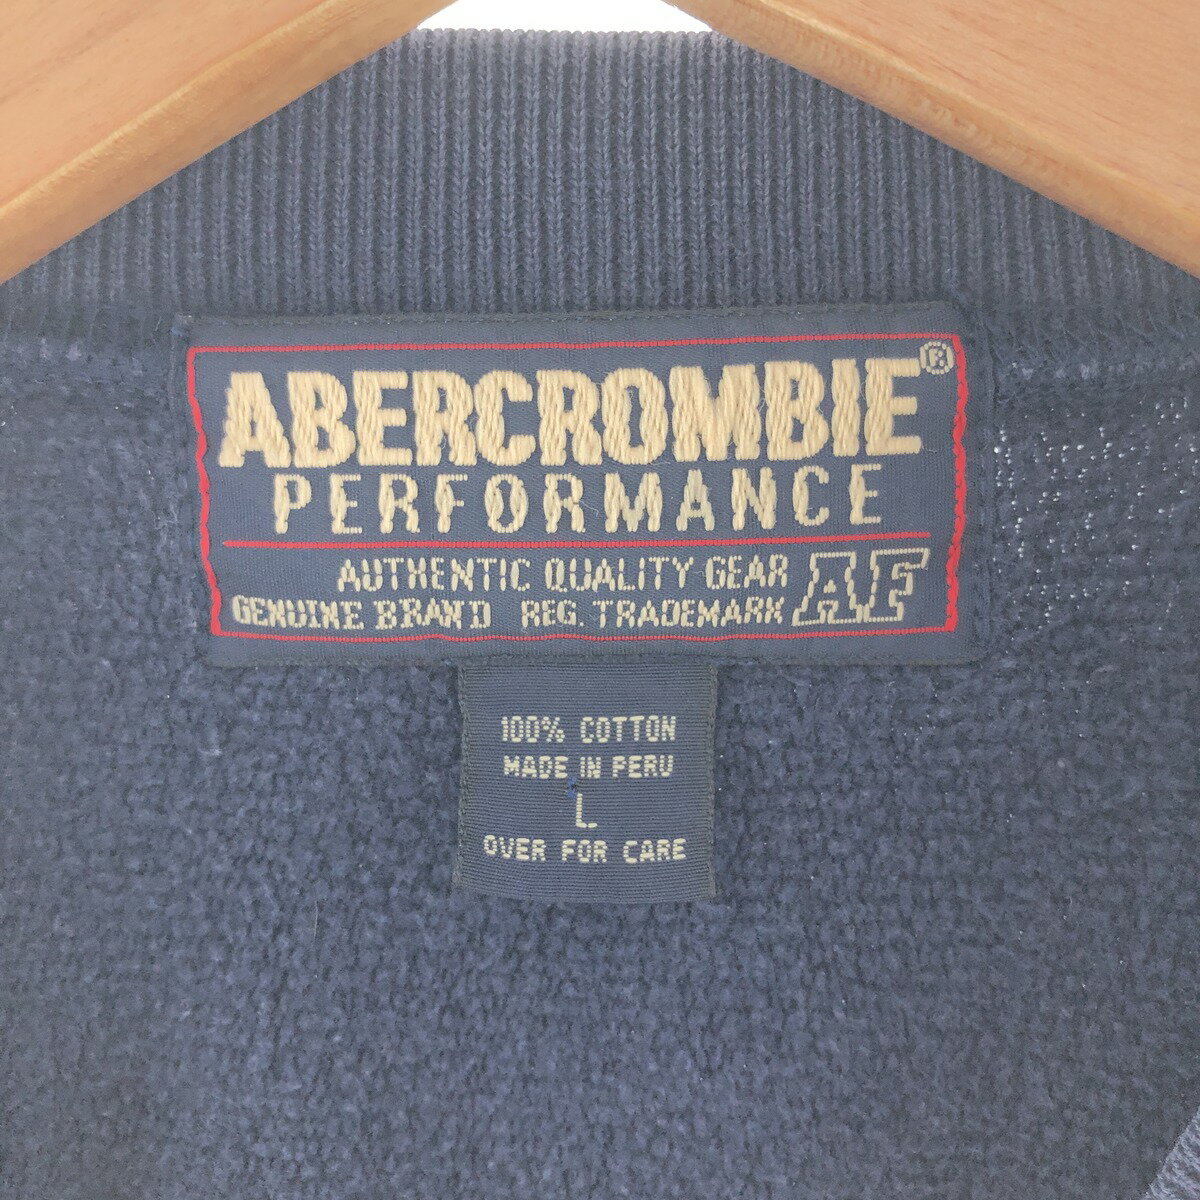 ABERCROMBIE®
PERFORMANCE
AUTHENTIC QUALITY GEAR
GENUINE BRAND REG. TRADEMARK AF
100% COTTON
MADE IN PERU
L
OVER FOR CARE